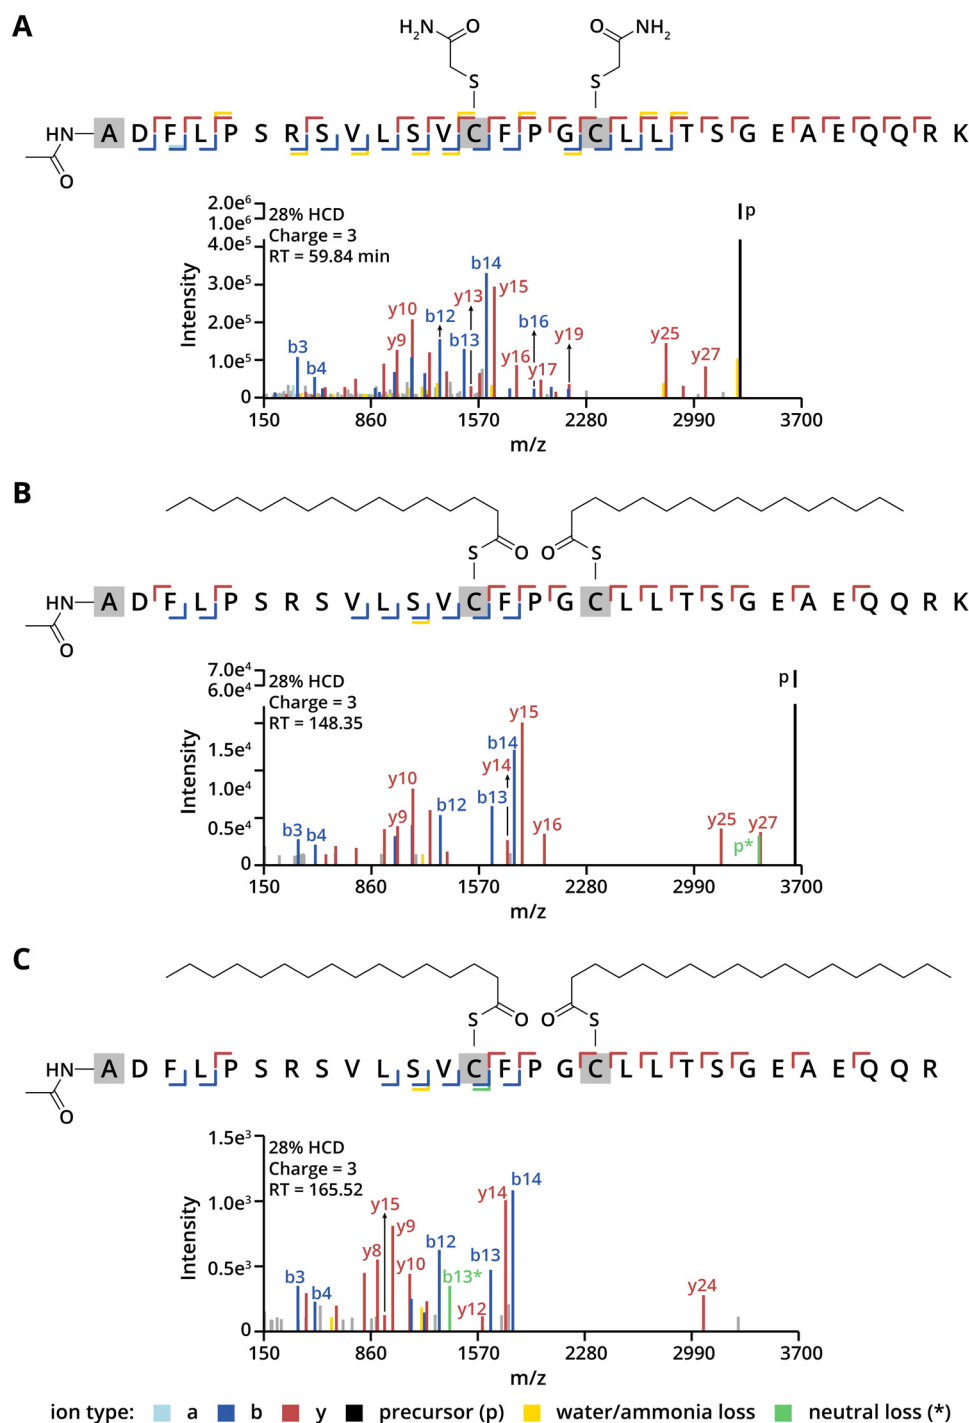 A
H2N O O NH2
S S
HN A D F L P S R S V L S V C F P G C L L T S G E A E Q Q R K
O
2.0e6
1.0e6
4.0e5
3.0e5
2.0e5
1.0e5
0
Intensity
28% HCD
Charge = 3
RT = 59.84 min
p
b3 b4 y9 y10 b12 y13 b13 b14 y15 y16 b16 y17 y19 y25 y27
150 860 1570 2280 2990 3700
m/z
B
S O O S
HN A D F L P S R S V L S V C F P G C L L T S G E A E Q Q R K
O
7.0e4
6.0e4
1.5e4
1.0e4
0.5e4
0
Intensity
28% HCD
Charge = 3
RT = 148.35
p
b3 b4 y9 y10 b12 b13 y14 b14 y15 y16 y25 p* y27
150 860 1570 2280 2990 3700
m/z
C
S O O S
HN A D F L P S R S V L S V C F P G C L L T S G E A E Q Q R
O
1.5e3
1.0e3
0.5e3
0
Intensity
28% HCD
Charge = 3
RT = 165.52
b3 b4 y8 y15 y9 y10 b12 b13* y12 b13 y14 b14 y24
150 860 1570 2280 2990 3700
m/z
ion type: a b y precursor (p) water/ammonia loss neutral loss (*)